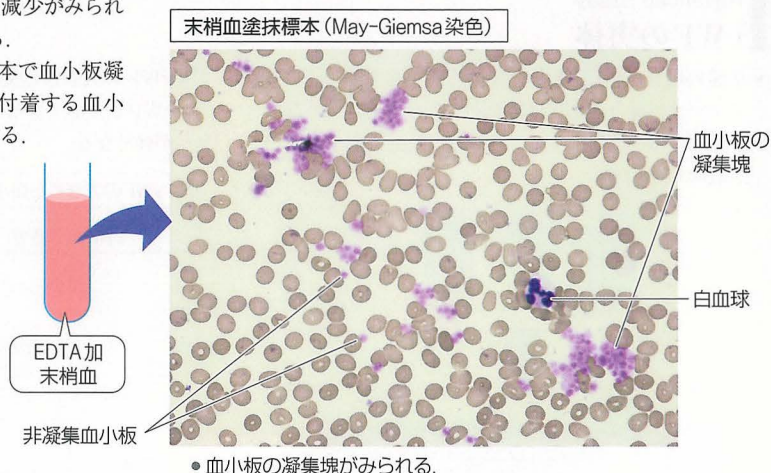 減少がみられ
本で血小板凝
付着する血小
る.
末梢血塗抹標本(May-Giemsa染色)
血小板の
凝集塊
白血球
EDTA加
末梢血
非凝集血小板
●血小板の凝集塊がみられる.